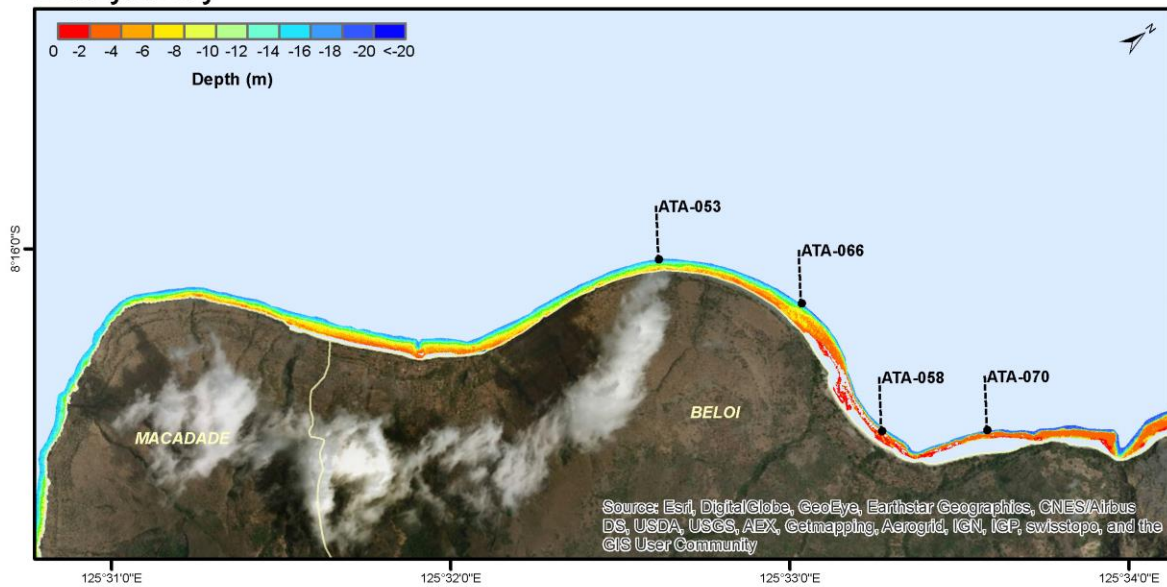 0 -2 -4 -6 -8 -10 -12 -14 -16 -18 -20 <-20
Depth (m)
N
ATA-053
8°16'0"S
ATA-066
ATA-058
ATA-070
BELOI
MACADADE
Source: Esri, DigitalGlobe, GeoEye, Earthstar Geographics, CNES/Airbus
DS, USDA, USGS, AEX, Getmapping, Aerogrid, IGN, IGP, swisstopo, and the
GIS User Community
125°31'0"E 125°32'0"E 125°33'0"E 125°34'0"E